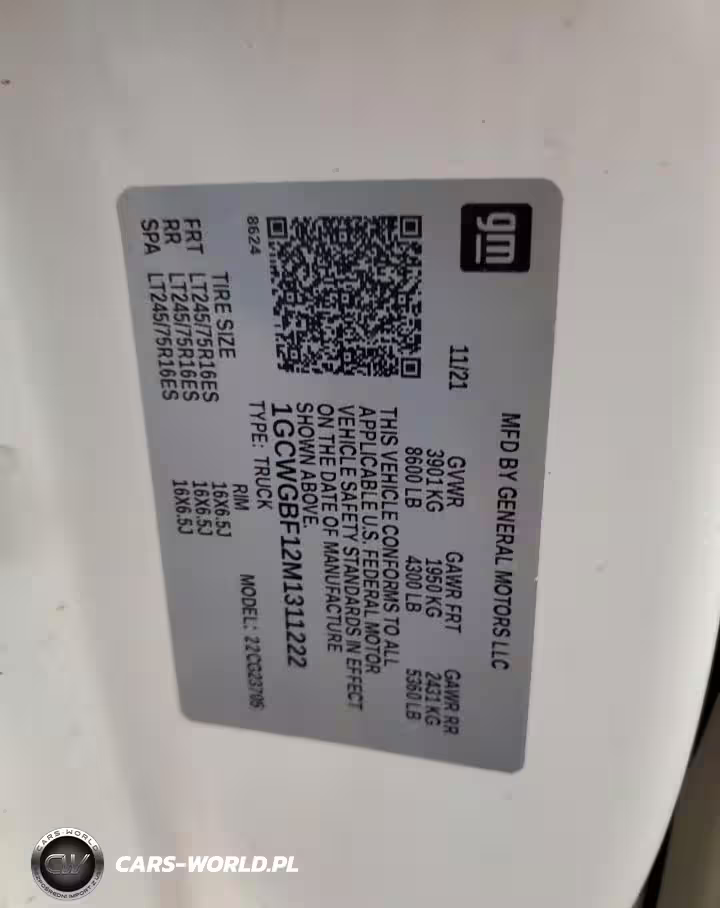 gm
MFD BY GENERAL MOTORS LLC
11/21
GVWR GAWR FRT GAWR RR
3901 KG 1950 KG 2431 KG
8600 LB 4300 LB 5360 LB
THIS VEHICLE CONFORMS TO ALL
APPLICABLE U.S. FEDERAL MOTOR
VEHICLE SAFETY STANDARDS IN EFFECT
ON THE DATE OF MANUFACTURE
SHOWN ABOVE.
1GCWGBF12M1311222
TYPE: TRUCK
MODEL: 22CG23705
8624
TIRE SIZE RIM
FRT LT245/75R16ES 16X6.5J
RR LT245/75R16ES 16X6.5J
SPA LT245/75R16ES 16X6.5J
CARS-WORLD
CW
CARS-WORLD.PL